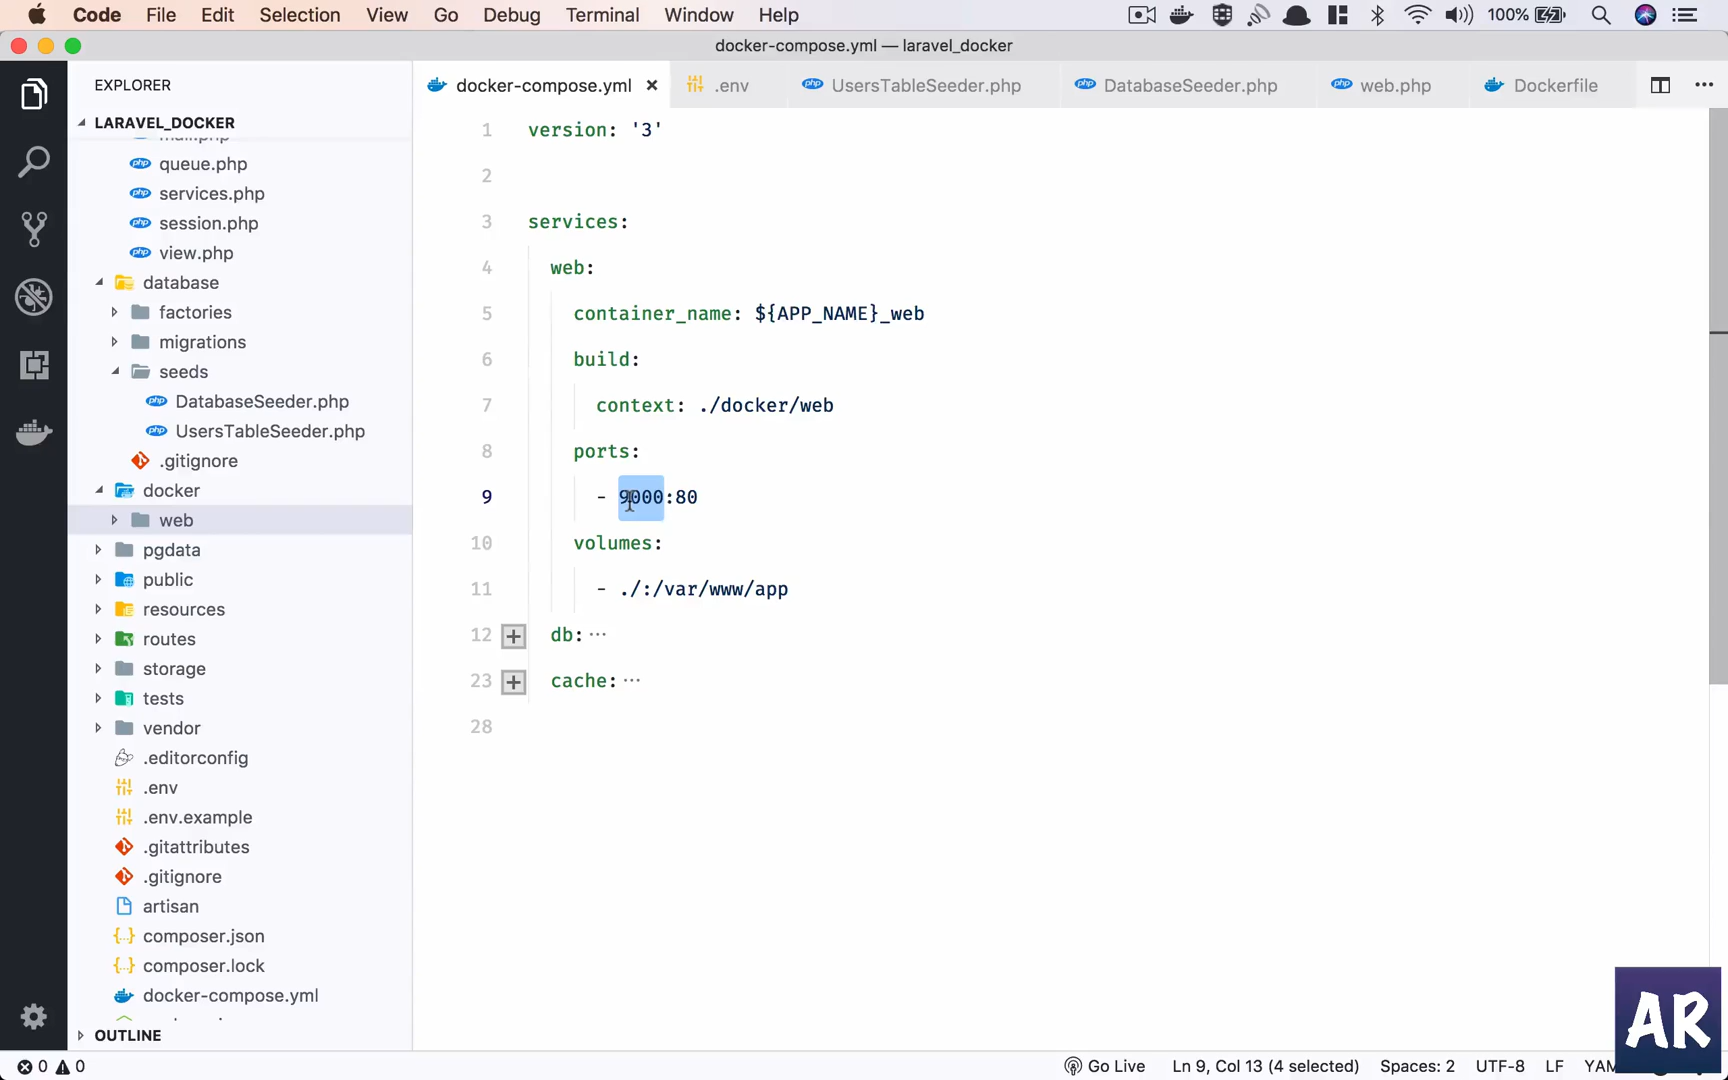 Code File Edit Selection View Go Debug Terminal Window Help 100%
docker-compose.yml — laravel_docker
EXPLORER
docker-compose.yml .env UsersTableSeeder.php DatabaseSeeder.php web.php Dockerfile
LARAVEL_DOCKER
mail.php
queue.php
services.php
session.php
view.php
database
factories
migrations
seeds
DatabaseSeeder.php
UsersTableSeeder.php
.gitignore
docker
web
pgdata
public
resources
routes
storage
tests
vendor
.editorconfig
.env
.env.example
.gitattributes
.gitignore
artisan
composer.json
composer.lock
docker-compose.yml
OUTLINE
1 version: '3'
2
3 services:
4 web:
5 container_name: ${APP_NAME}_web
6 build:
7 context: ./docker/web
8 ports:
9 - 9000:80
10 volumes:
11 - ./:/var/www/app
12 db: ···
23 cache: ···
28
0 0 Go Live Ln 9, Col 13 (4 selected) Spaces: 2 UTF-8 LF
AR